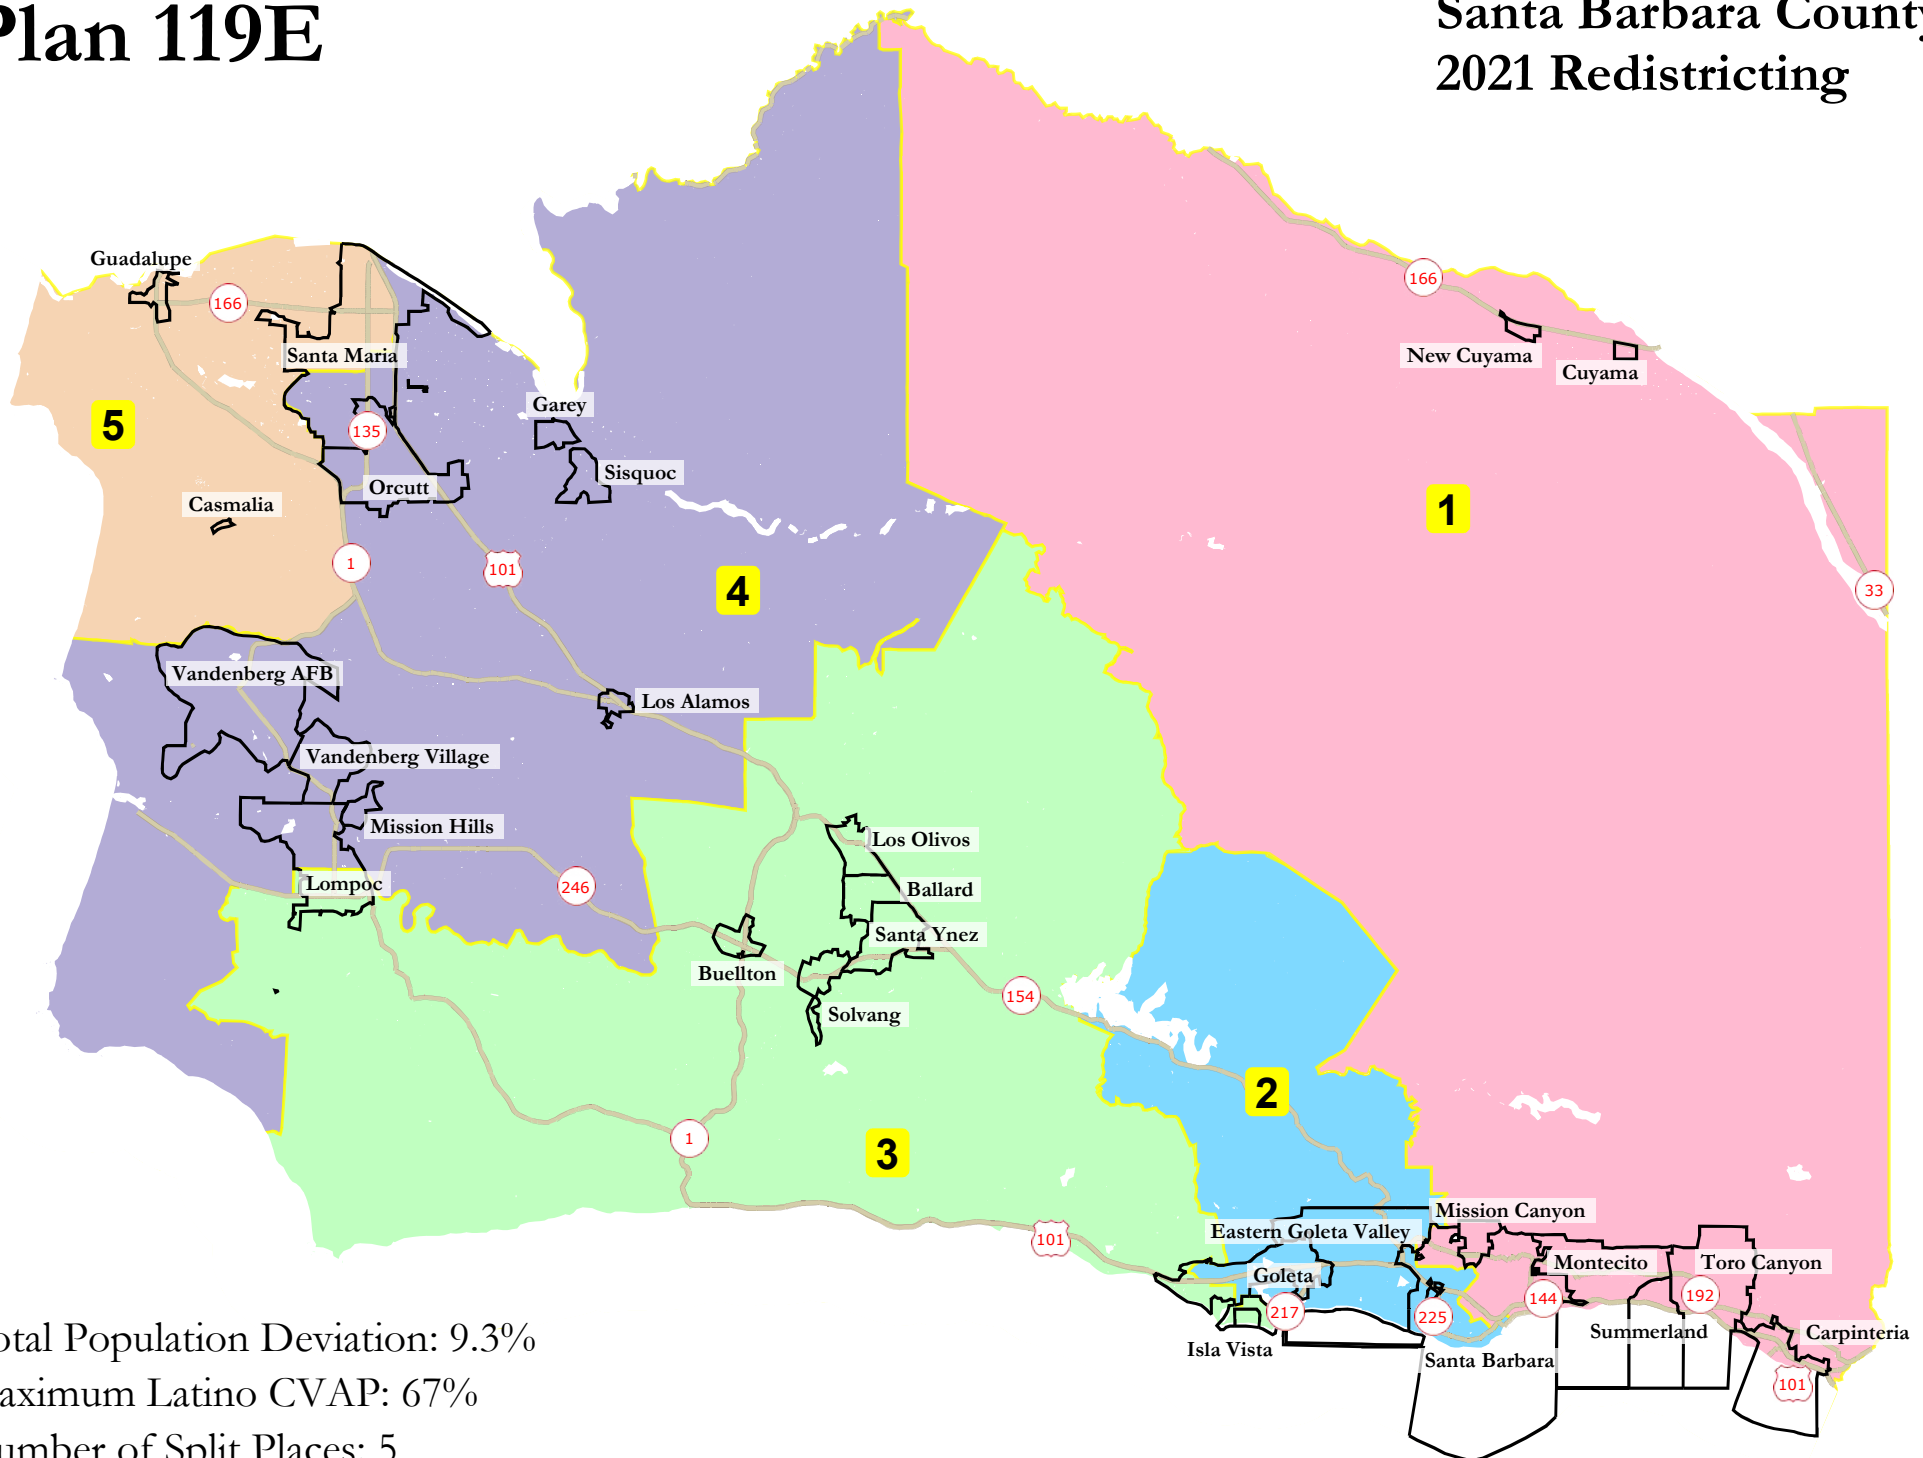 Plan 119E
Santa Barbara County
2021 Redistricting
Guadalupe
166
166
Santa Maria
New Cuyama
Cuyama
Garey
5
135
Sisquoc
Orcutt
Casmalia
1
1
101
4
33
Vandenberg AFB
Los Alamos
Vandenberg Village
Mission Hills
Los Olivos
Lompoc
246
Ballard
Santa Ynez
Buellton
154
Solvang
2
1
3
Mission Canyon
101
Eastern Goleta Valley
Montecito
Toro Canyon
Goleta
217
144
192
225
Summerland
Carpinteria
Isla Vista
Santa Barbara
101
otal Population Deviation: 9.3%
aximum Latino CVAP: 67%
umber of Split Places: 5